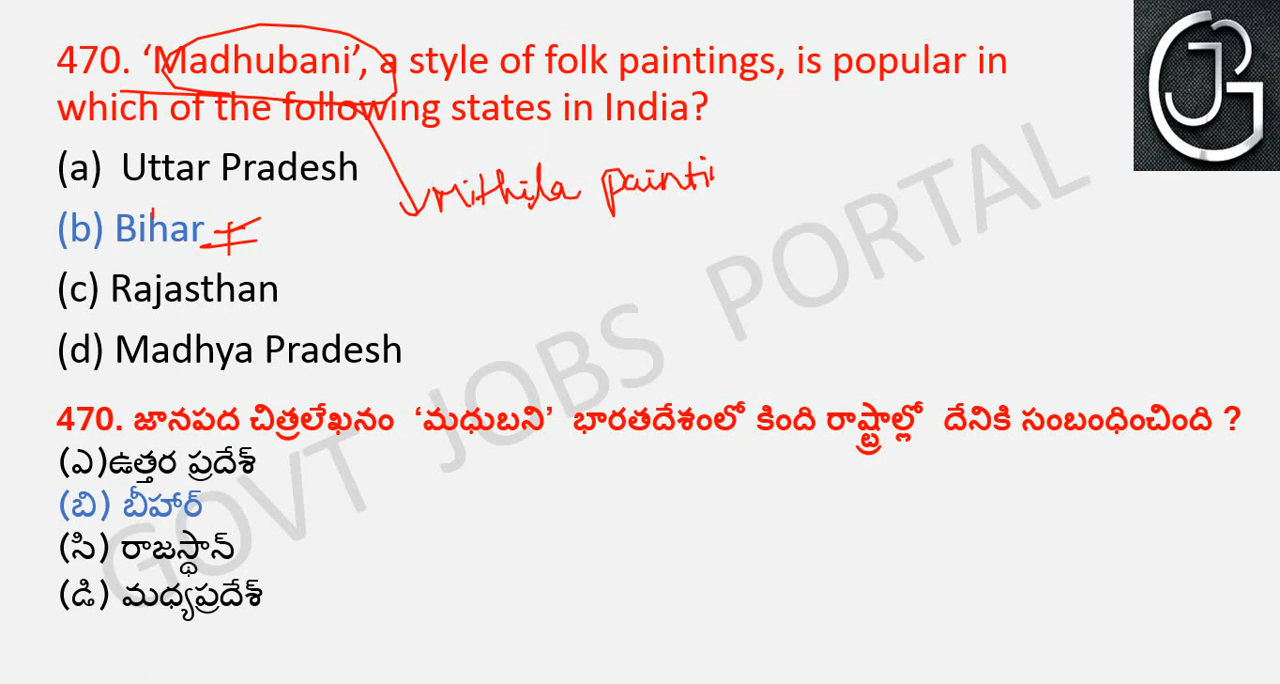 470. ‘Madhubani’, a style of folk paintings, is popular in
which of the following states in India?
(a) Uttar Pradesh
mithila painti
(b) Bihar
(c) Rajasthan
(d) Madhya Pradesh
470. జానపద చిత్రలేఖనం ‘మధుబని’ భారతదేశంలో కింది రాష్ట్రాల్లో దేనికి సంబంధించింది ?
(ఎ)ఉత్తర ప్రదేశ్
(బి) బీహార్
(సి) రాజస్థాన్
(డి) మధ్యప్రదేశ్
GOVT JOBS PORTAL
GJ